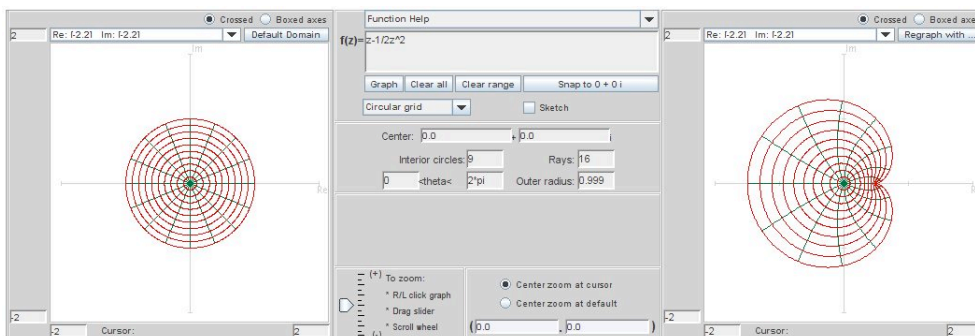 Crossed Boxed axes
2 Re: [-2.2] Im: [-2.2] Default Domain
Im
Re
-2
-2 Cursor: 2
Function Help
f(z)= z-1/2z^2
Graph Clear all Clear range Snap to 0 + 0 i
Circular grid Sketch
Center: 0.0 + 0.0 i
Interior circles: 9 Rays: 16
0 <theta< 2*pi Outer radius: 0.999
(+) To zoom:
* R/L click graph
* Drag slider
* Scroll wheel
(-)
Center zoom at cursor
Center zoom at default
( 0.0 , 0.0 )
Crossed Boxed axes
2 Re: [-2.2] Im: [-2.2] Regraph with ...
Im
-2
-2 Cursor: 2